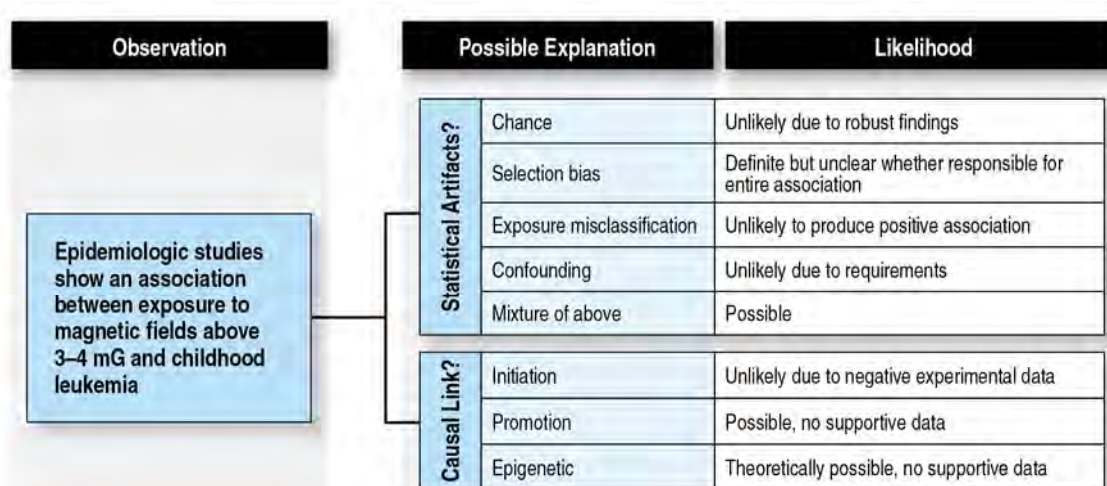 Observation
Possible Explanation
Likelihood
Epidemiologic studies
show an association
between exposure to
magnetic fields above
3–4 mG and childhood
leukemia
Statistical Artifacts?
Chance
Unlikely due to robust findings
Selection bias
Definite but unclear whether responsible for
entire association
Exposure misclassification
Unlikely to produce positive association
Confounding
Unlikely due to requirements
Mixture of above
Possible
Causal Link?
Initiation
Unlikely due to negative experimental data
Promotion
Possible, no supportive data
Epigenetic
Theoretically possible, no supportive data